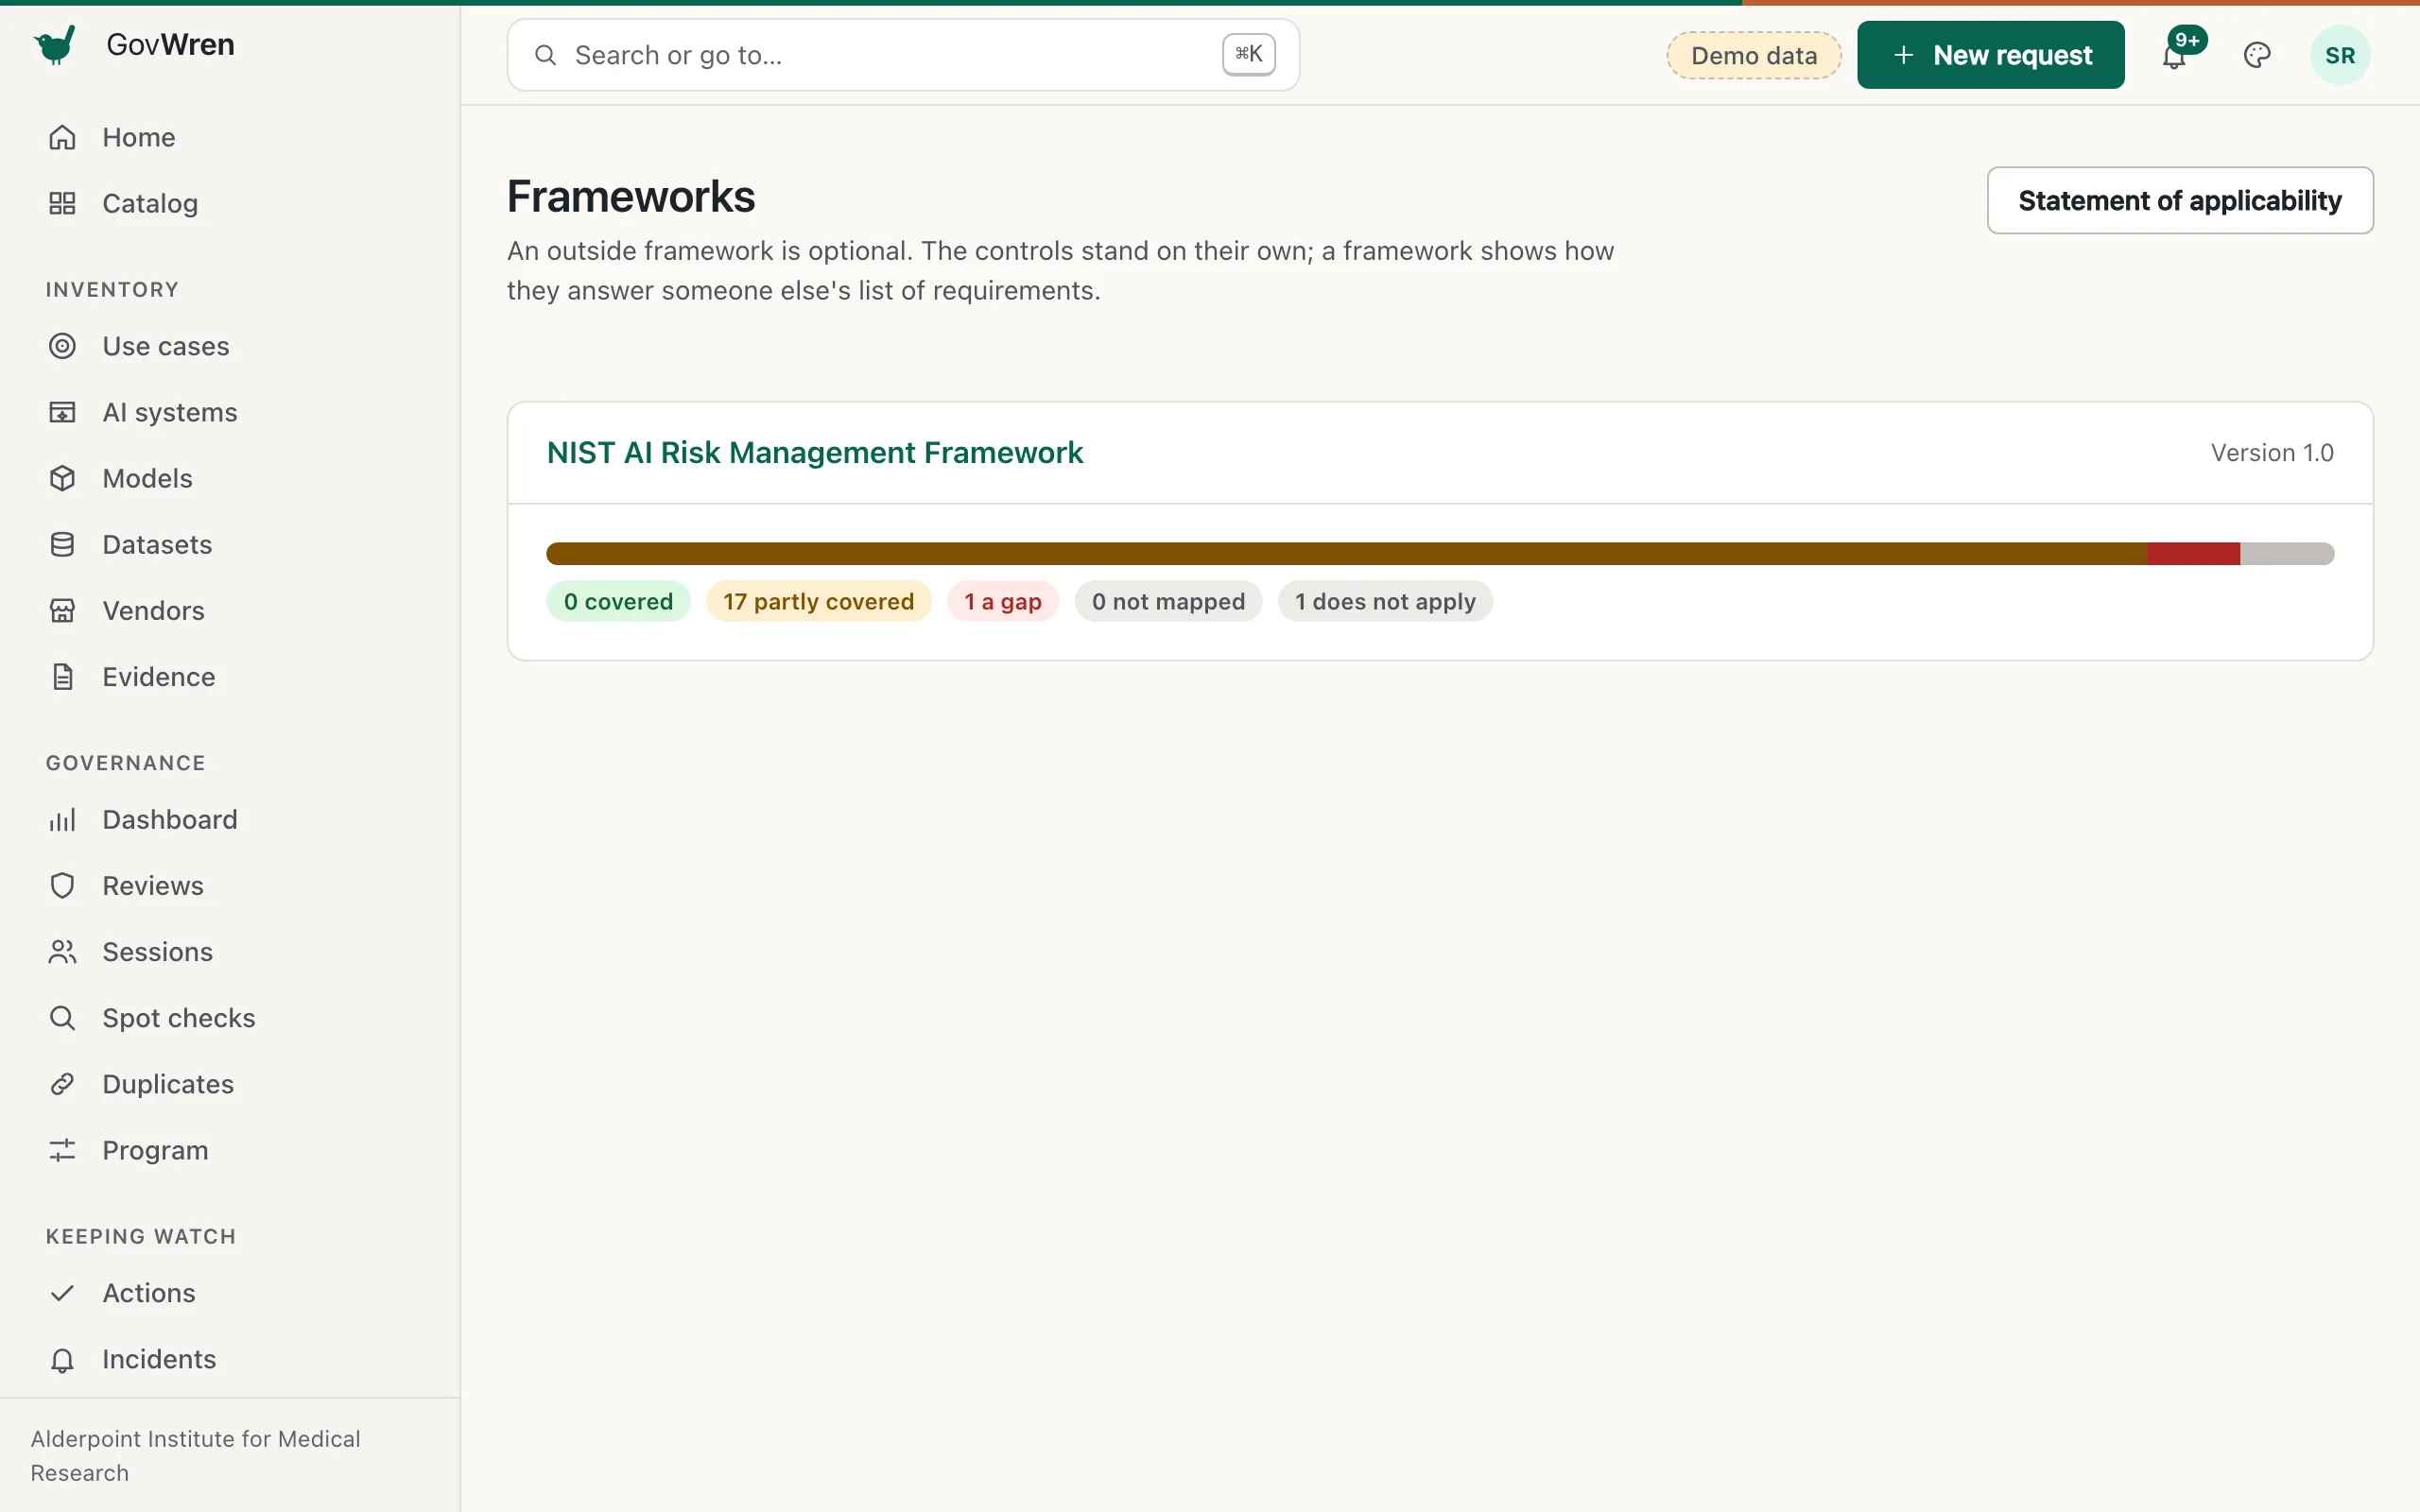 GovWren
Search or go to...
⌘K
Demo data
+ New request
9+
SR
Home
Catalog
INVENTORY
Use cases
AI systems
Models
Datasets
Vendors
Evidence
GOVERNANCE
Dashboard
Reviews
Sessions
Spot checks
Duplicates
Program
KEEPING WATCH
Actions
Incidents
Alderpoint Institute for Medical
Research
Frameworks
Statement of applicability
An outside framework is optional. The controls stand on their own; a framework shows how
they answer someone else's list of requirements.
NIST AI Risk Management Framework
Version 1.0
0 covered
17 partly covered
1 a gap
0 not mapped
1 does not apply